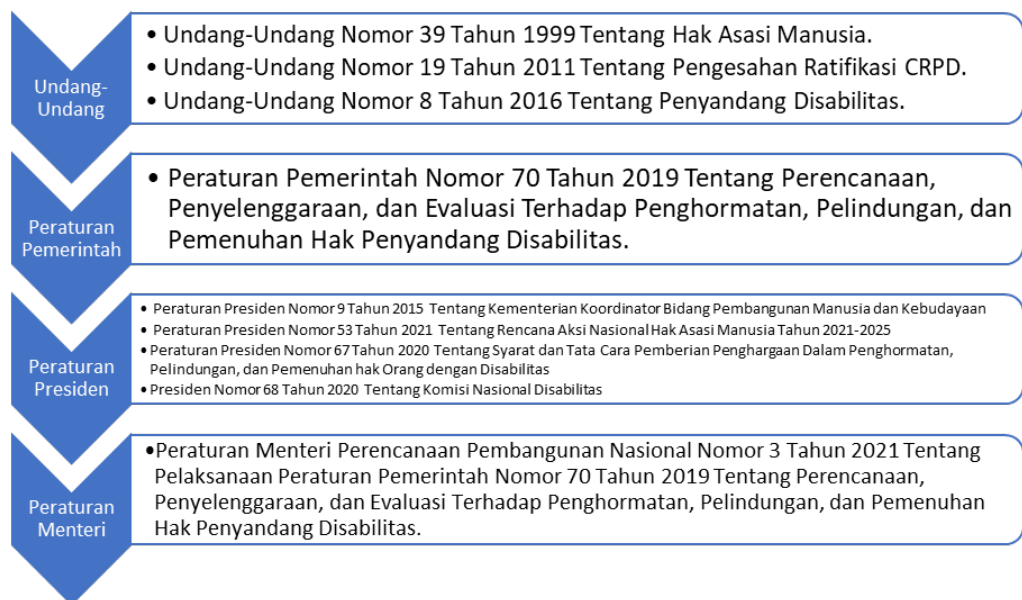 Undang-
Undang
• Undang-Undang Nomor 39 Tahun 1999 Tentang Hak Asasi Manusia.
• Undang-Undang Nomor 19 Tahun 2011 Tentang Pengesahan Ratifikasi CRPD.
• Undang-Undang Nomor 8 Tahun 2016 Tentang Penyandang Disabilitas.
Peraturan
Pemerintah
• Peraturan Pemerintah Nomor 70 Tahun 2019 Tentang Perencanaan,
Penyelenggaraan, dan Evaluasi Terhadap Penghormatan, Pelindungan, dan
Pemenuhan Hak Penyandang Disabilitas.
Peraturan
Presiden
• Peraturan Presiden Nomor 9 Tahun 2015 Tentang Kementerian Koordinator Bidang Pembangunan Manusia dan Kebudayaan
• Peraturan Presiden Nomor 53 Tahun 2021 Tentang Rencana Aksi Nasional Hak Asasi Manusia Tahun 2021-2025
• Peraturan Presiden Nomor 67 Tahun 2020 Tentang Syarat dan Tata Cara Pemberian Penghargaan Dalam Penghormatan,
Pelindungan, dan Pemenuhan hak Orang dengan Disabilitas
• Presiden Nomor 68 Tahun 2020 Tentang Komisi Nasional Disabilitas
Peraturan
Menteri
• Peraturan Menteri Perencanaan Pembangunan Nasional Nomor 3 Tahun 2021 Tentang
Pelaksanaan Peraturan Pemerintah Nomor 70 Tahun 2019 Tentang Perencanaan,
Penyelenggaraan, dan Evaluasi Terhadap Penghormatan, Pelindungan, dan Pemenuhan
Hak Penyandang Disabilitas.